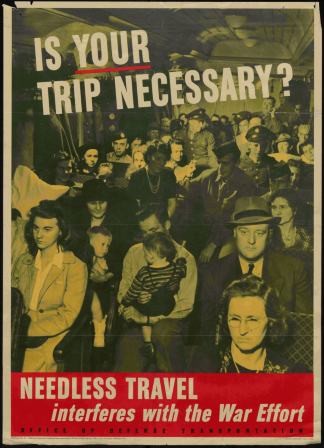 IS YOUR
TRIP NECESSARY?
NEEDLESS TRAVEL
interferes with the War Effort
OFFICE OF DEFENSE TRANSPORTATION